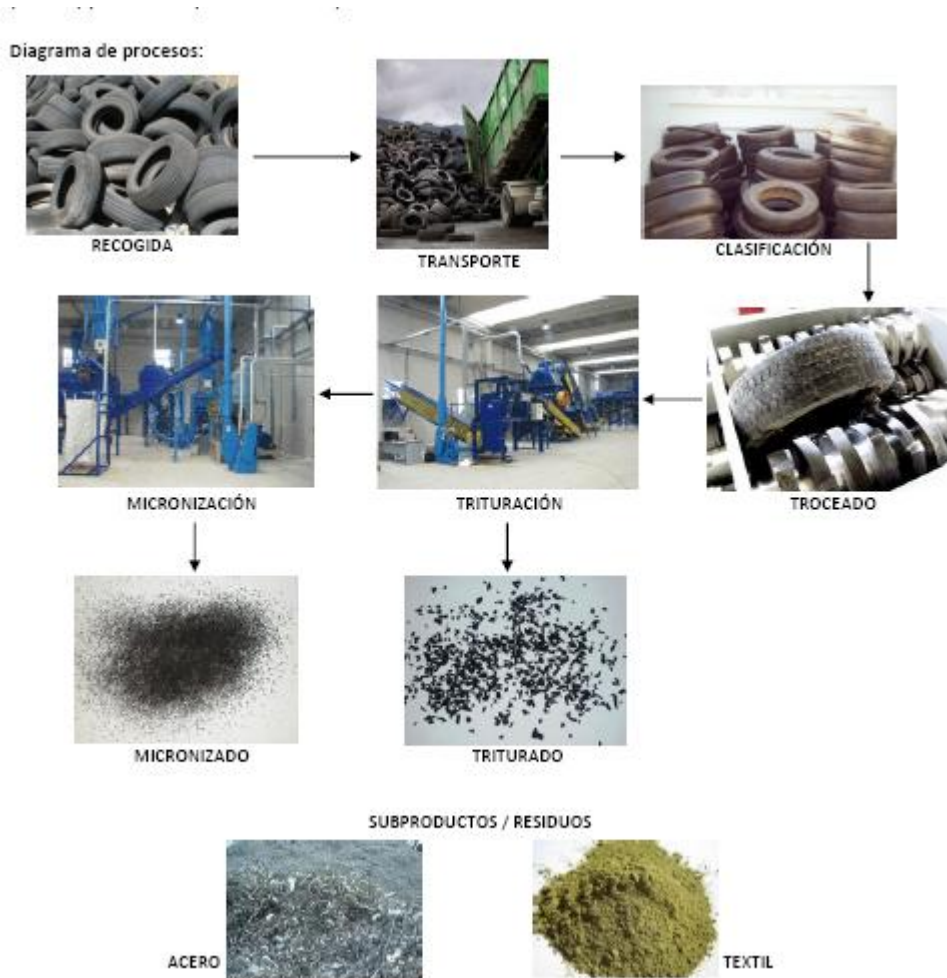 Diagrama de procesos:
RECOGIDA
TRANSPORTE
CLASIFICACIÓN
MICRONIZACIÓN
TRITURACIÓN
TROCEADO
MICRONIZADO
TRITURADO
SUBPRODUCTOS / RESIDUOS
ACERO
TEXTIL